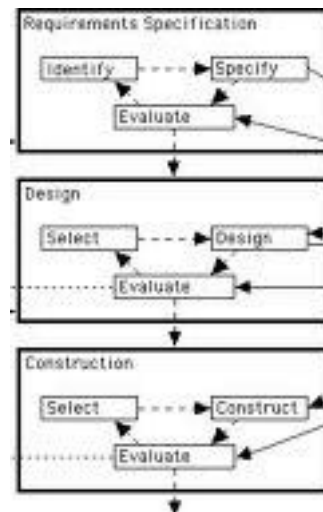 Requirements Specification
Identify
Specify
Evaluate
Design
Select
Design
Evaluate
Construction
Select
Construct
Evaluate